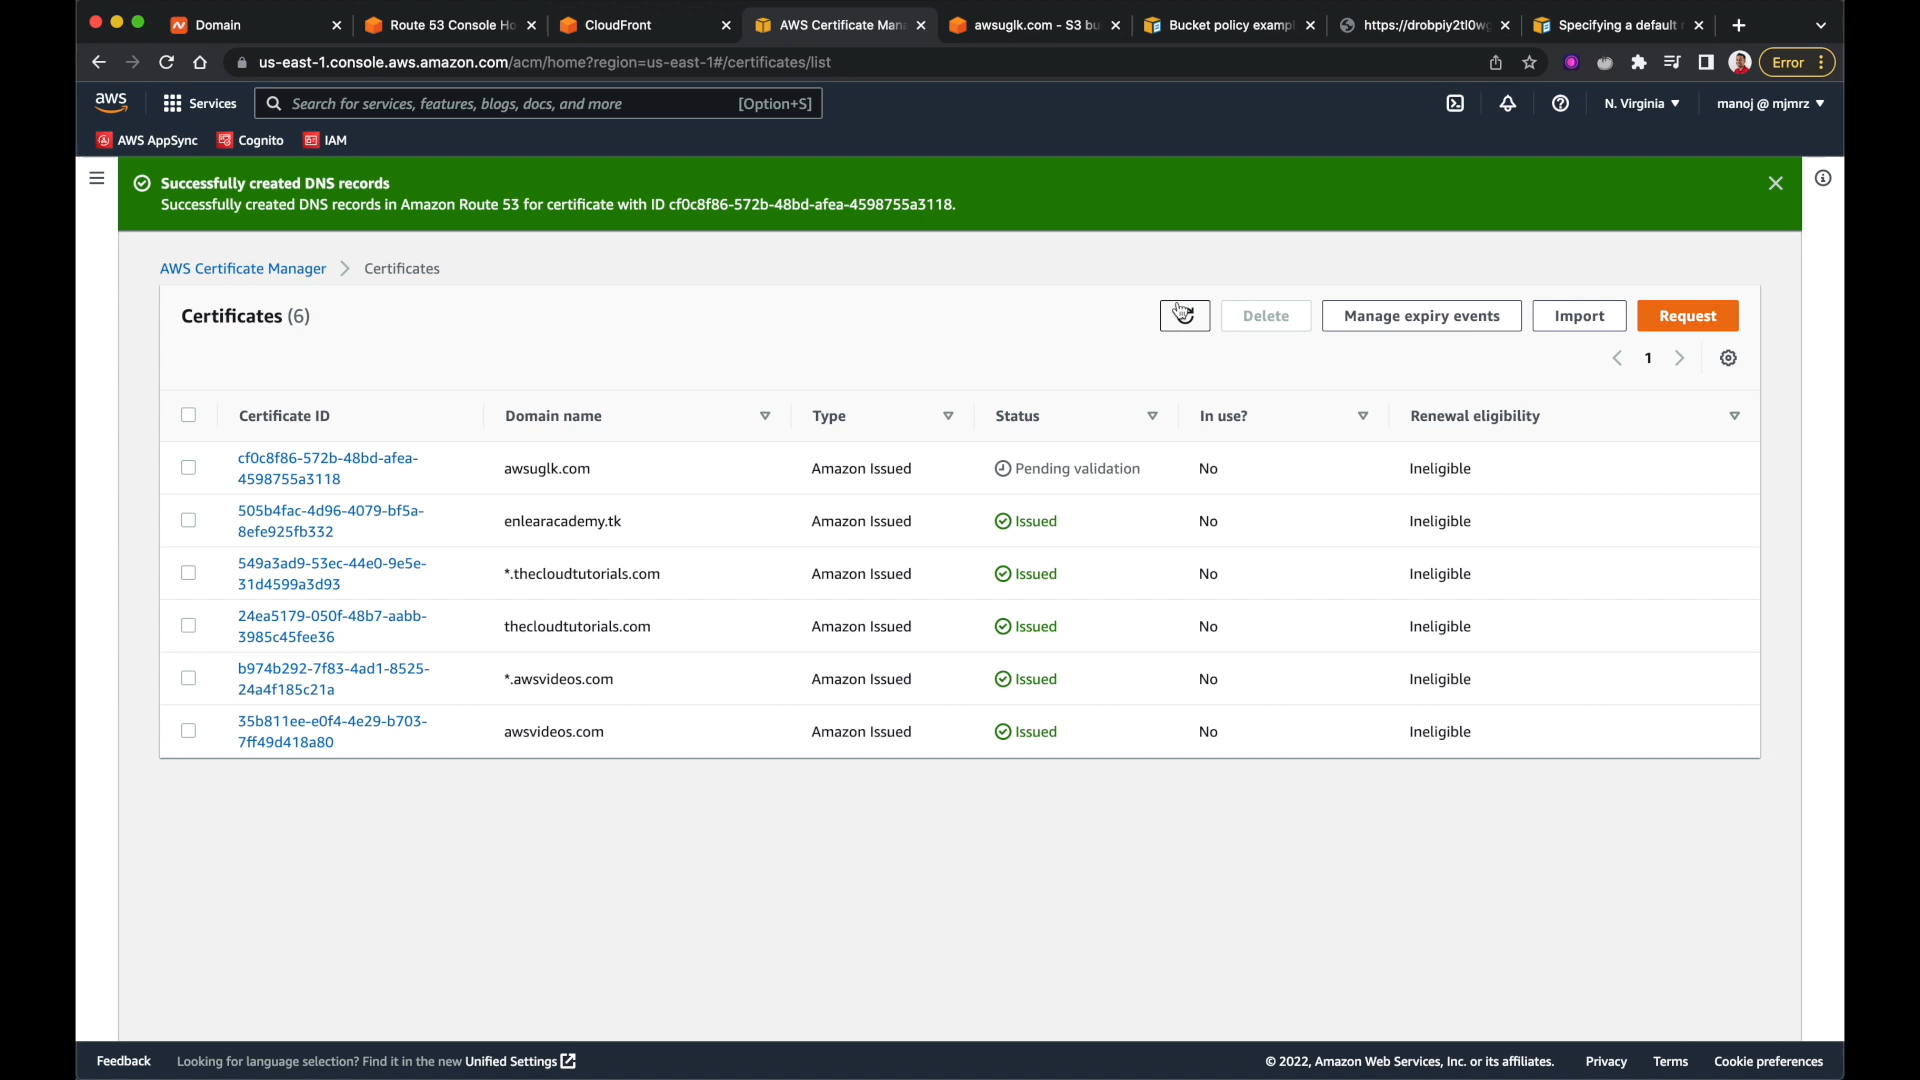 Domain
Route 53 Console Ho
CloudFront
AWS Certificate Mana
awsuglk.com - S3 bu
Bucket policy exampl
https://drobpiy2tl0wg
Specifying a default r
us-east-1.console.aws.amazon.com/acm/home?region=us-east-1#/certificates/list
Error
aws
Services
Search for services, features, blogs, docs, and more
[Option+S]
N. Virginia
manoj @ mjmrz
AWS AppSync
Cognito
IAM
Successfully created DNS records
Successfully created DNS records in Amazon Route 53 for certificate with ID cf0c8f86-572b-48bd-afea-4598755a3118.
AWS Certificate Manager
Certificates
Certificates (6)
Delete
Manage expiry events
Import
Request
1
Certificate ID
Domain name
Type
Status
In use?
Renewal eligibility
cf0c8f86-572b-48bd-afea-
4598755a3118
awsuglk.com
Amazon Issued
Pending validation
No
Ineligible
505b4fac-4d96-4079-bf5a-
8efe925fb332
enlearacademy.tk
Amazon Issued
Issued
No
Ineligible
549a3ad9-53ec-44e0-9e5e-
31d4599a3d93
*.thecloudtutorials.com
Amazon Issued
Issued
No
Ineligible
24ea5179-050f-48b7-aabb-
3985c45fee36
thecloudtutorials.com
Amazon Issued
Issued
No
Ineligible
b974b292-7f83-4ad1-8525-
24a4f185c21a
*.awsvideos.com
Amazon Issued
Issued
No
Ineligible
35b811ee-e0f4-4e29-b703-
7ff49d418a80
awsvideos.com
Amazon Issued
Issued
No
Ineligible
Feedback
Looking for language selection? Find it in the new Unified Settings
© 2022, Amazon Web Services, Inc. or its affiliates.
Privacy
Terms
Cookie preferences